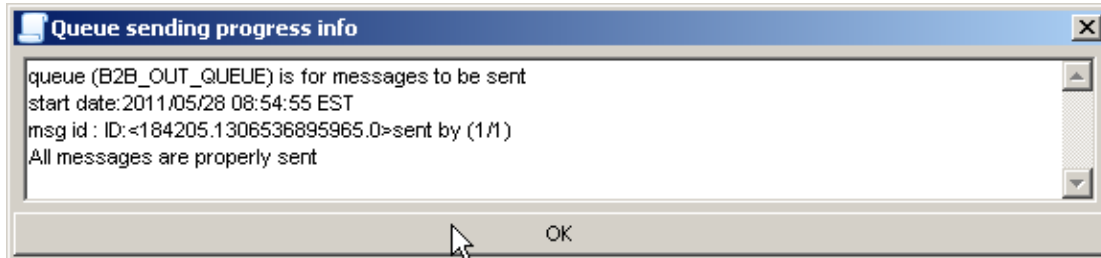 Queue sending progress info
queue (B2B_OUT_QUEUE) is for messages to be sent
start date:2011/05/28 08:54:55 EST
msg id : ID:<184205.1306536895965.0>sent by (1/1)
All messages are properly sent
OK